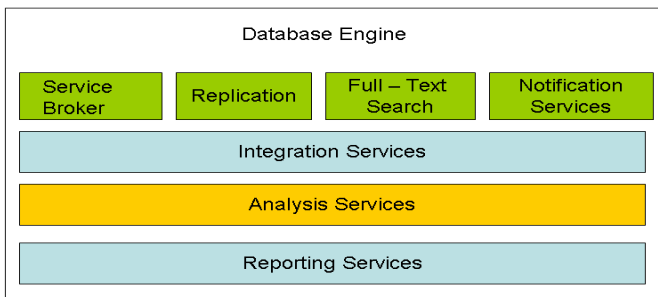 Database Engine
Service
Broker
Replication
Full – Text
Search
Notification
Services
Integration Services
Analysis Services
Reporting Services